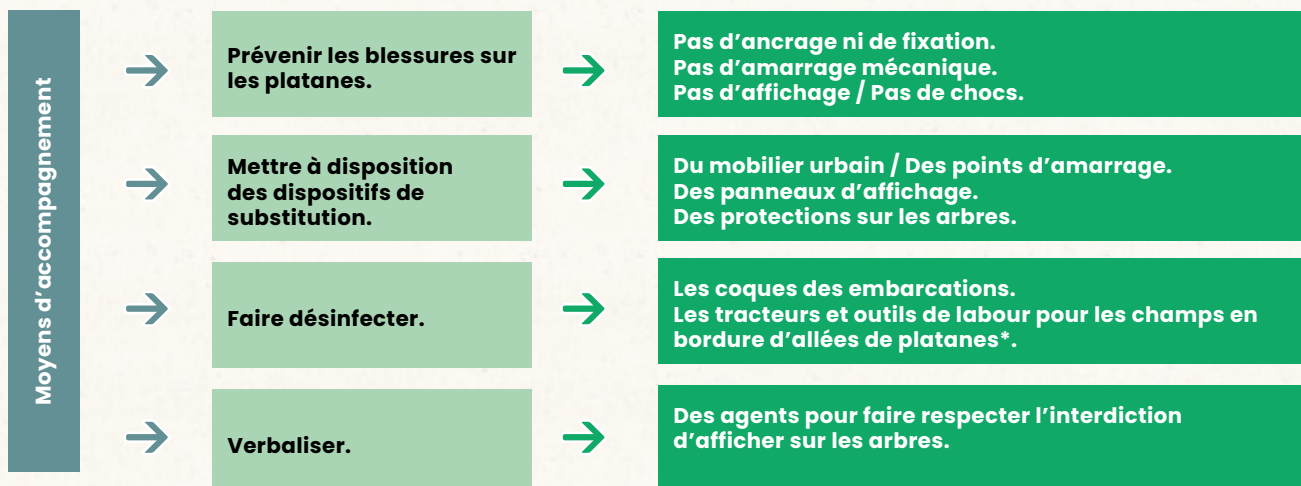 Moyens d’accompagnement
Prévenir les blessures sur
les platanes.
Pas d’ancrage ni de fixation.
Pas d’amarrage mécanique.
Pas d’affichage / Pas de chocs.
Mettre à disposition
des dispositifs de
substitution.
Du mobilier urbain / Des points d’amarrage.
Des panneaux d’affichage.
Des protections sur les arbres.
Faire désinfecter.
Les coques des embarcations.
Les tracteurs et outils de labour pour les champs en
bordure d’allées de platanes*.
Verbaliser.
Des agents pour faire respecter l’interdiction
d’afficher sur les arbres.